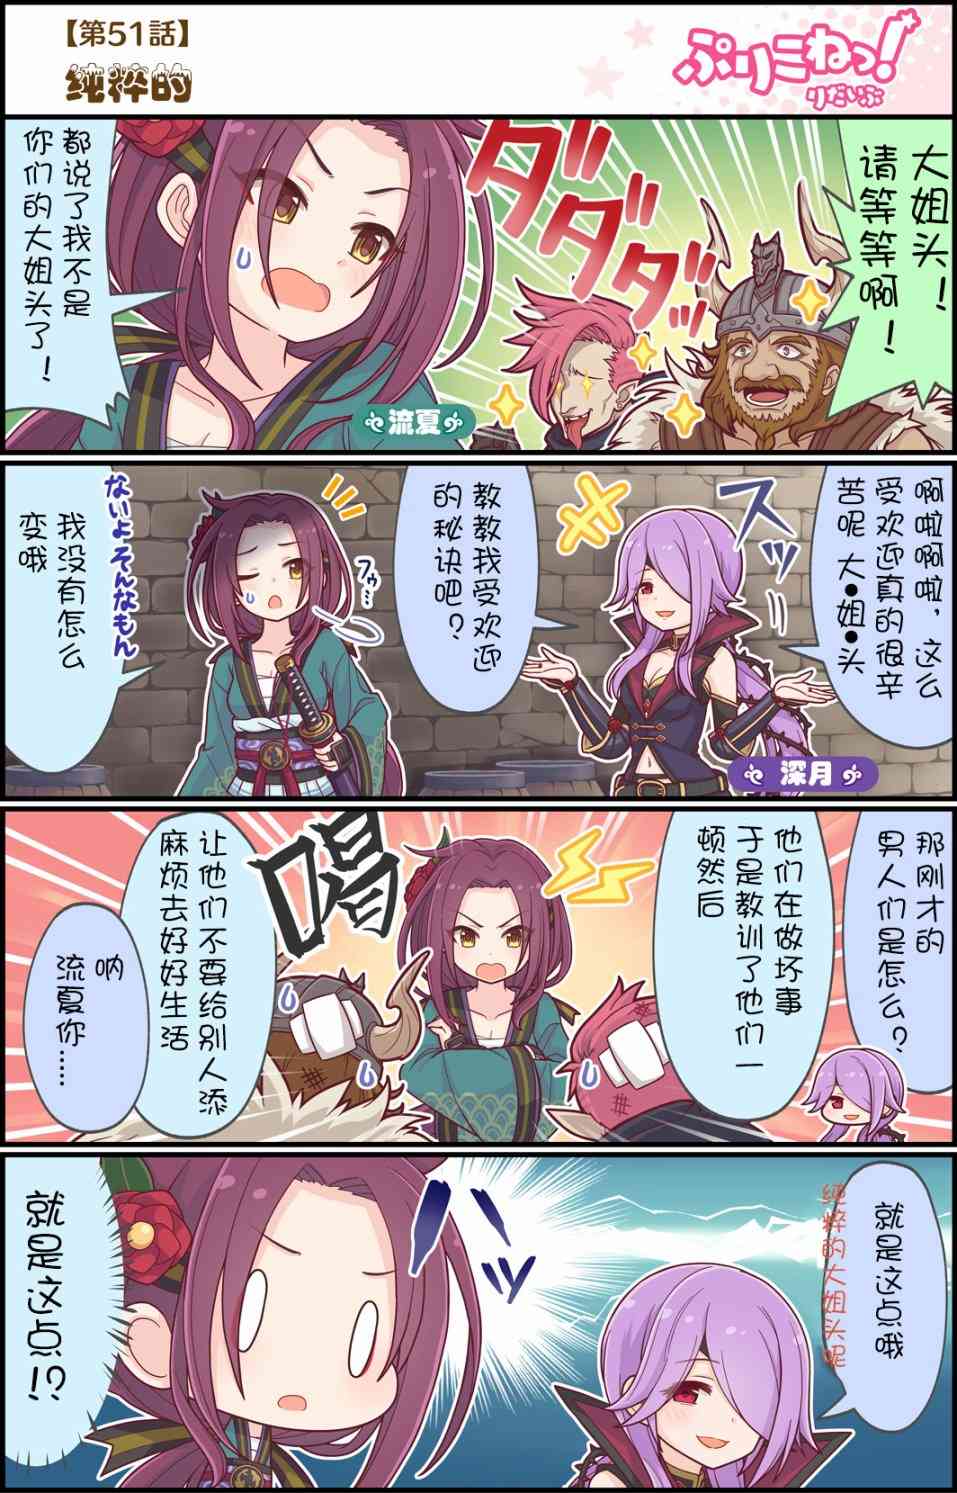 【第51話】
纯粹的
ぷりこねっ!
りだいぶ
大姐头！
请等等啊！
ダダダダッ
都说了我不是
你们的大姐头了！
流夏
啊啦啊啦，这么
受欢迎真的很辛
苦呢 大●姐●头
スッ
教教我受欢迎
的秘诀吧？
フゥ…
ないよそんなもん
我没有怎么
变哦
深月
那刚才的
男人们是怎么？
他们在做坏事
于是教训了他们一
顿然后
喝
让他们不要给别人添
麻烦去好好生活
呐
流夏你……
就是这点哦
纯粹的大姐头呢
ハッ
就是这点!?